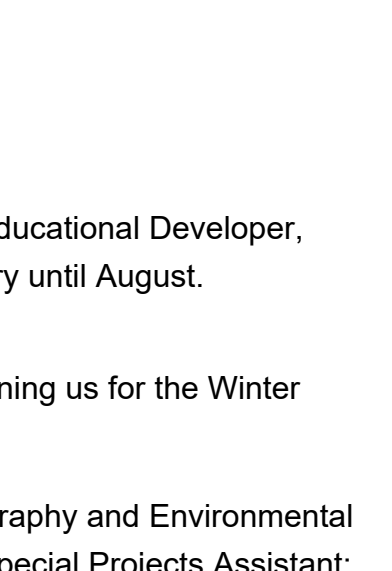 ducational Developer,
ry until August.
ning us for the Winter
raphy and Environmental
pecial Projects Assistant;